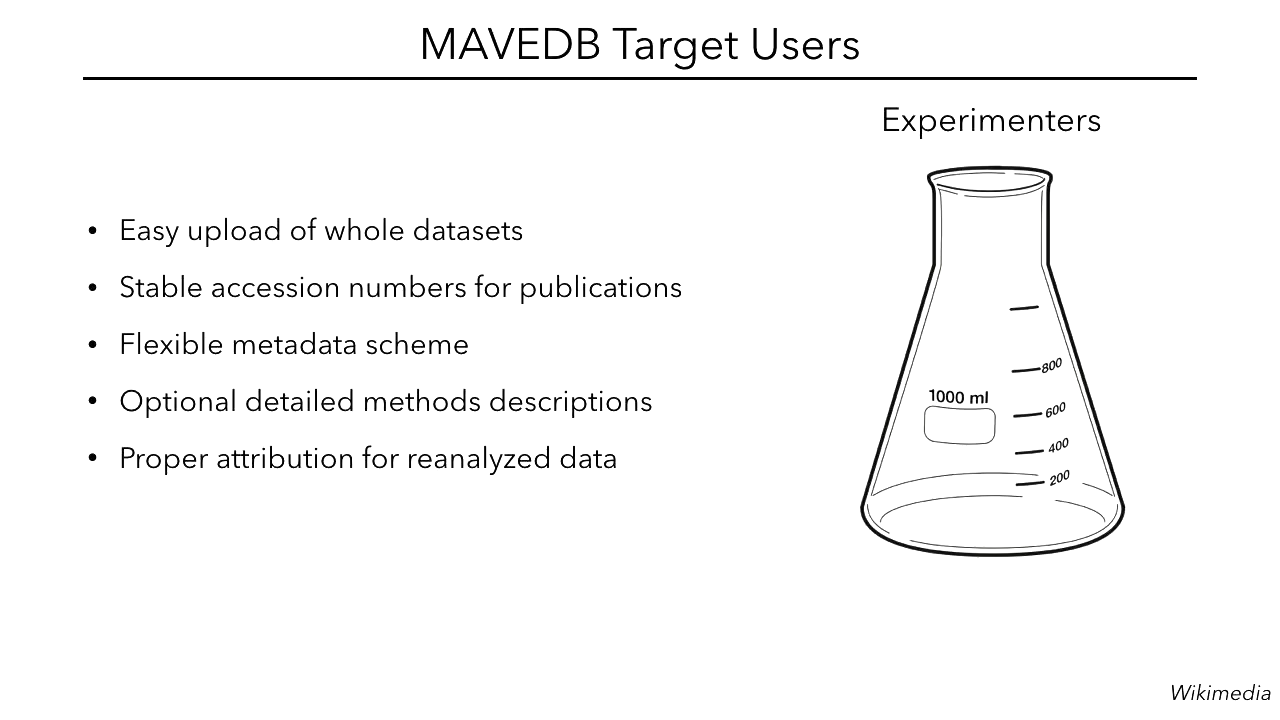 MAVEDB Target Users
Experimenters
• Easy upload of whole datasets
• Stable accession numbers for publications
• Flexible metadata scheme
• Optional detailed methods descriptions
• Proper attribution for reanalyzed data
800
1000 ml
600
400
200
Wikimedia